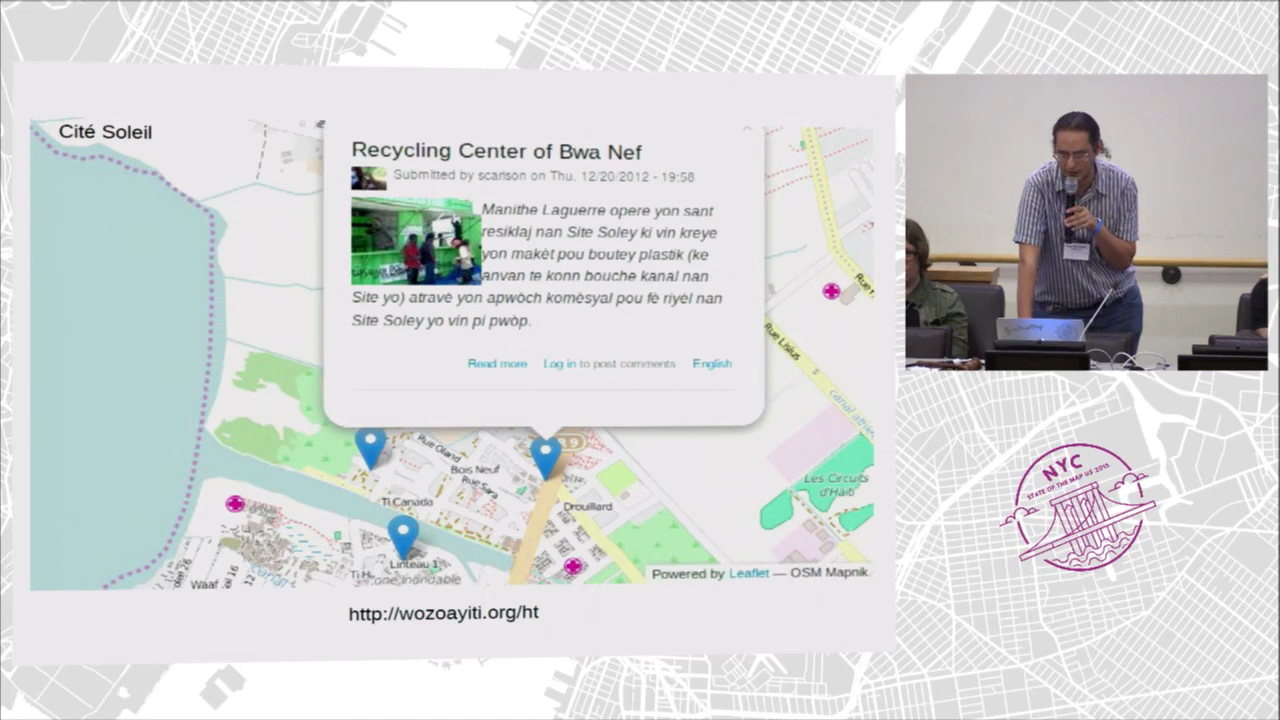 Cité Soleil
Recycling Center of Bwa Nef
Submitted by scarlson on Thu, 12/20/2012 - 19:58
Manithe Laguerre opere yon sant
resiklaj nan Site Soley ki vin kreye
yon makèt pou boutey plastik (ke
anvan te konn bouche kanal nan
Site yo) atravè yon apwòch komèsyal pou fè riyèl nan
Site Soley yo vin pi pwòp.
Read more Log in to post comments English
Rue Lisius
Rue Oland
Bois Neuf
Rue Sara
Ti Canada
Drouillard
Les Circuits
d'Haïti
Linteau 1
Waaf
16
12
Powered by Leaflet — OSM Mapnik
http://wozoayiti.org/ht
NYC
STATE OF THE MAP US 2015